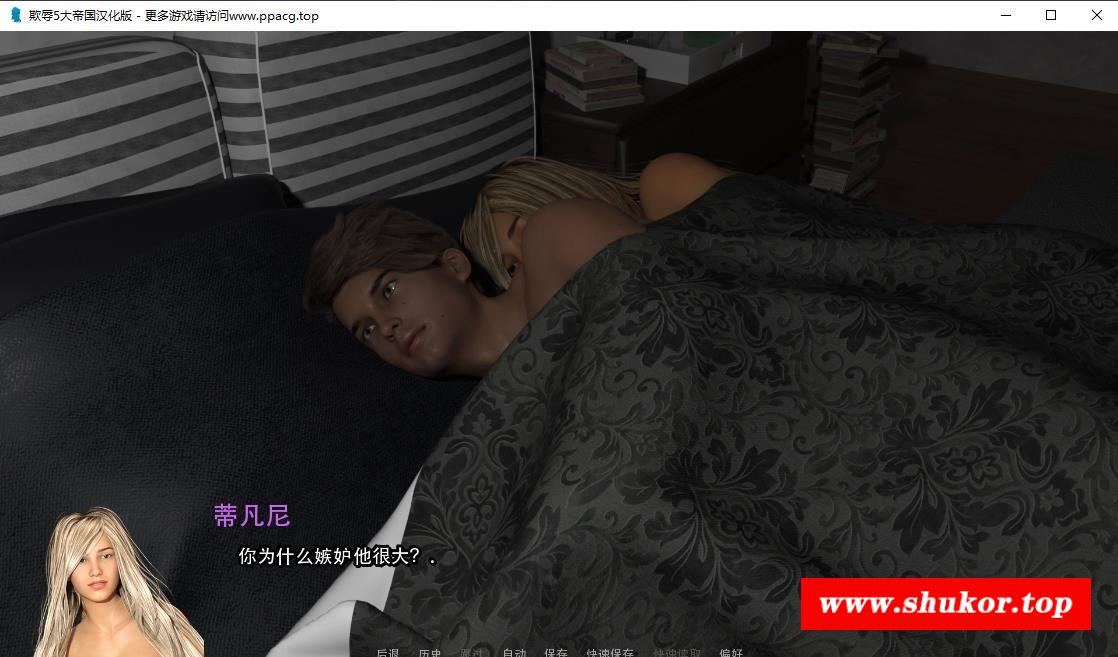 欺辱5大帝国汉化版 - 更多游戏请访问www.ppacg.top
蒂凡尼
你为什么嫉妒他很大？.
www.shukor.top
后退 历史 跳过 自动 保存 快速保存 快速读取 偏好